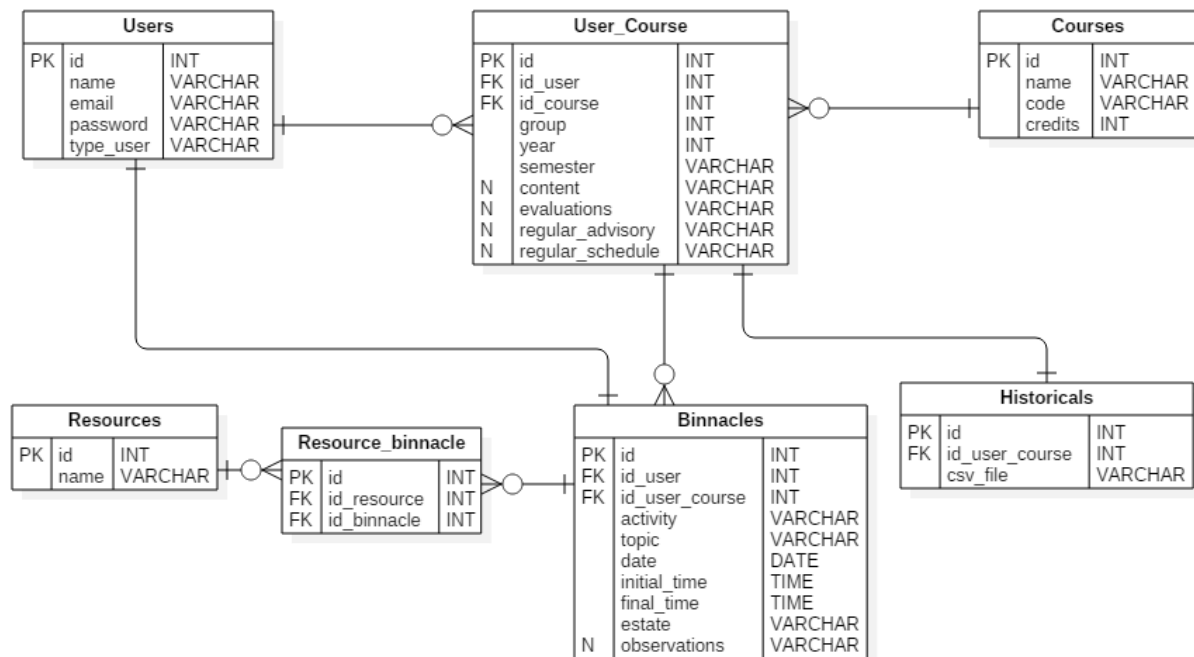 Users
PK id INT
name VARCHAR
email VARCHAR
password VARCHAR
type_user VARCHAR
User_Course
PK id INT
FK id_user INT
FK id_course INT
group INT
year INT
semester VARCHAR
N content VARCHAR
N evaluations VARCHAR
N regular_advisory VARCHAR
N regular_schedule VARCHAR
Courses
PK id INT
name VARCHAR
code VARCHAR
credits INT
Resources
PK id INT
name VARCHAR
Resource_binnacle
PK id INT
FK id_resource INT
FK id_binnacle INT
Binnacles
PK id INT
FK id_user INT
FK id_user_course INT
activity VARCHAR
topic VARCHAR
date DATE
initial_time TIME
final_time TIME
estate VARCHAR
N observations VARCHAR
Historicals
PK id INT
FK id_user_course INT
csv_file VARCHAR